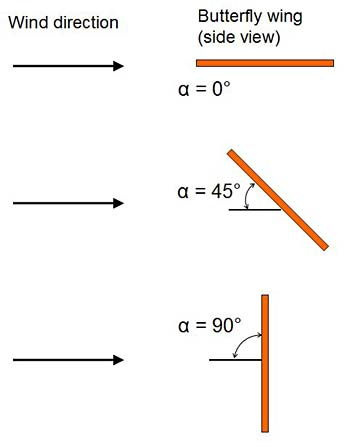 Wind direction
Butterfly wing
(side view)
α = 0°
α = 45°
α = 90°